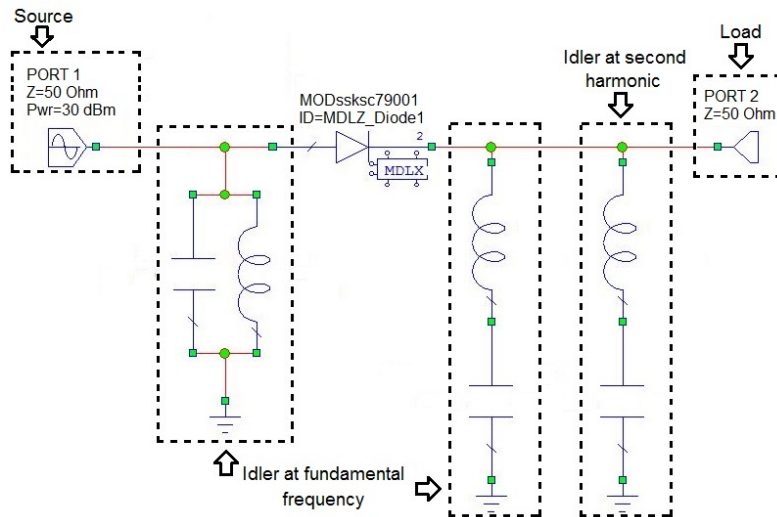 Source
PORT 1
Z=50 Ohm
Pwr=30 dBm
MODssksc79001
ID=MDLZ_Diode1
2
MDLX
Idler at second
harmonic
Load
PORT 2
Z=50 Ohm
Idler at fundamental
frequency